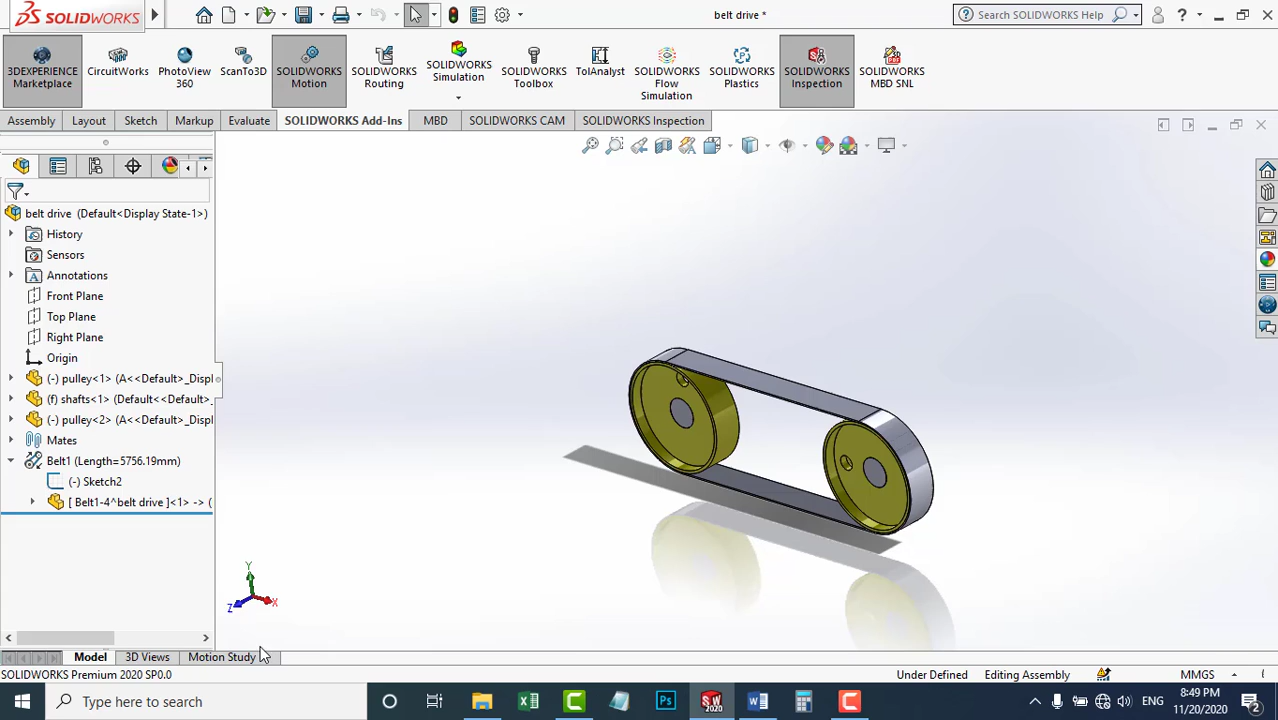 SOLIDWORKS
belt drive *
Search SOLIDWORKS Help
?
3DEXPERIENCE Marketplace
CircuitWorks
PhotoView 360
ScanTo3D
SOLIDWORKS Motion
SOLIDWORKS Routing
SOLIDWORKS Simulation
SOLIDWORKS Toolbox
TolAnalyst
SOLIDWORKS Flow Simulation
SOLIDWORKS Plastics
SOLIDWORKS Inspection
SOLIDWORKS MBD SNL
Assembly
Layout
Sketch
Markup
Evaluate
SOLIDWORKS Add-Ins
MBD
SOLIDWORKS CAM
SOLIDWORKS Inspection
belt drive (Default<Display State-1>)
History
Sensors
Annotations
Front Plane
Top Plane
Right Plane
Origin
(-) pulley<1> (A<<Default>_Displ
(f) shafts<1> (Default<<Default>_
(-) pulley<2> (A<<Default>_Displ
Mates
Belt1 (Length=5756.19mm)
(-) Sketch2
[ Belt1-4^belt drive ]<1> -> (
Y
Z
X
Model
3D Views
Motion Study
SOLIDWORKS Premium 2020 SP0.0
Under Defined
Editing Assembly
MMGS
Type here to search
Ps
SW
2020
ENG
8:49 PM
11/20/2020
2